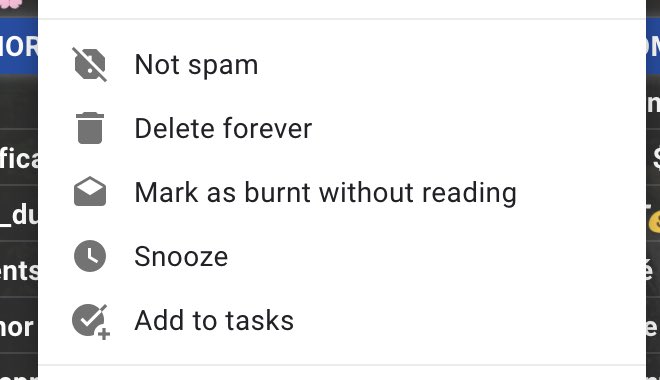 Not spam
Delete forever
Mark as burnt without reading
Snooze
Add to tasks